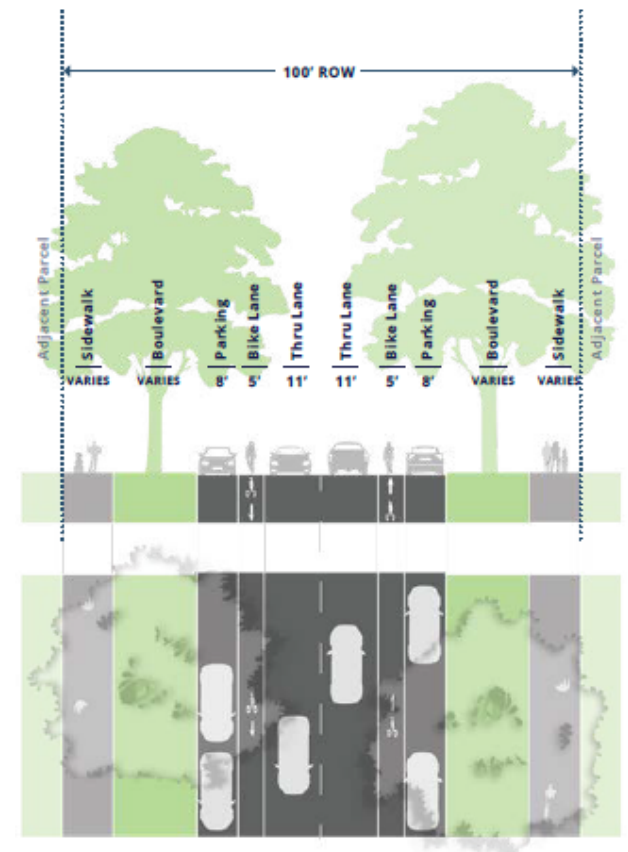 100' ROW
Adjacent Parcel
Sidewalk
Boulevard
Parking
Bike Lane
Thru Lane
Thru Lane
Bike Lane
Parking
Boulevard
Sidewalk
Adjacent Parcel
VARIES
VARIES
8'
5'
11'
11'
5'
8'
VARIES
VARIES